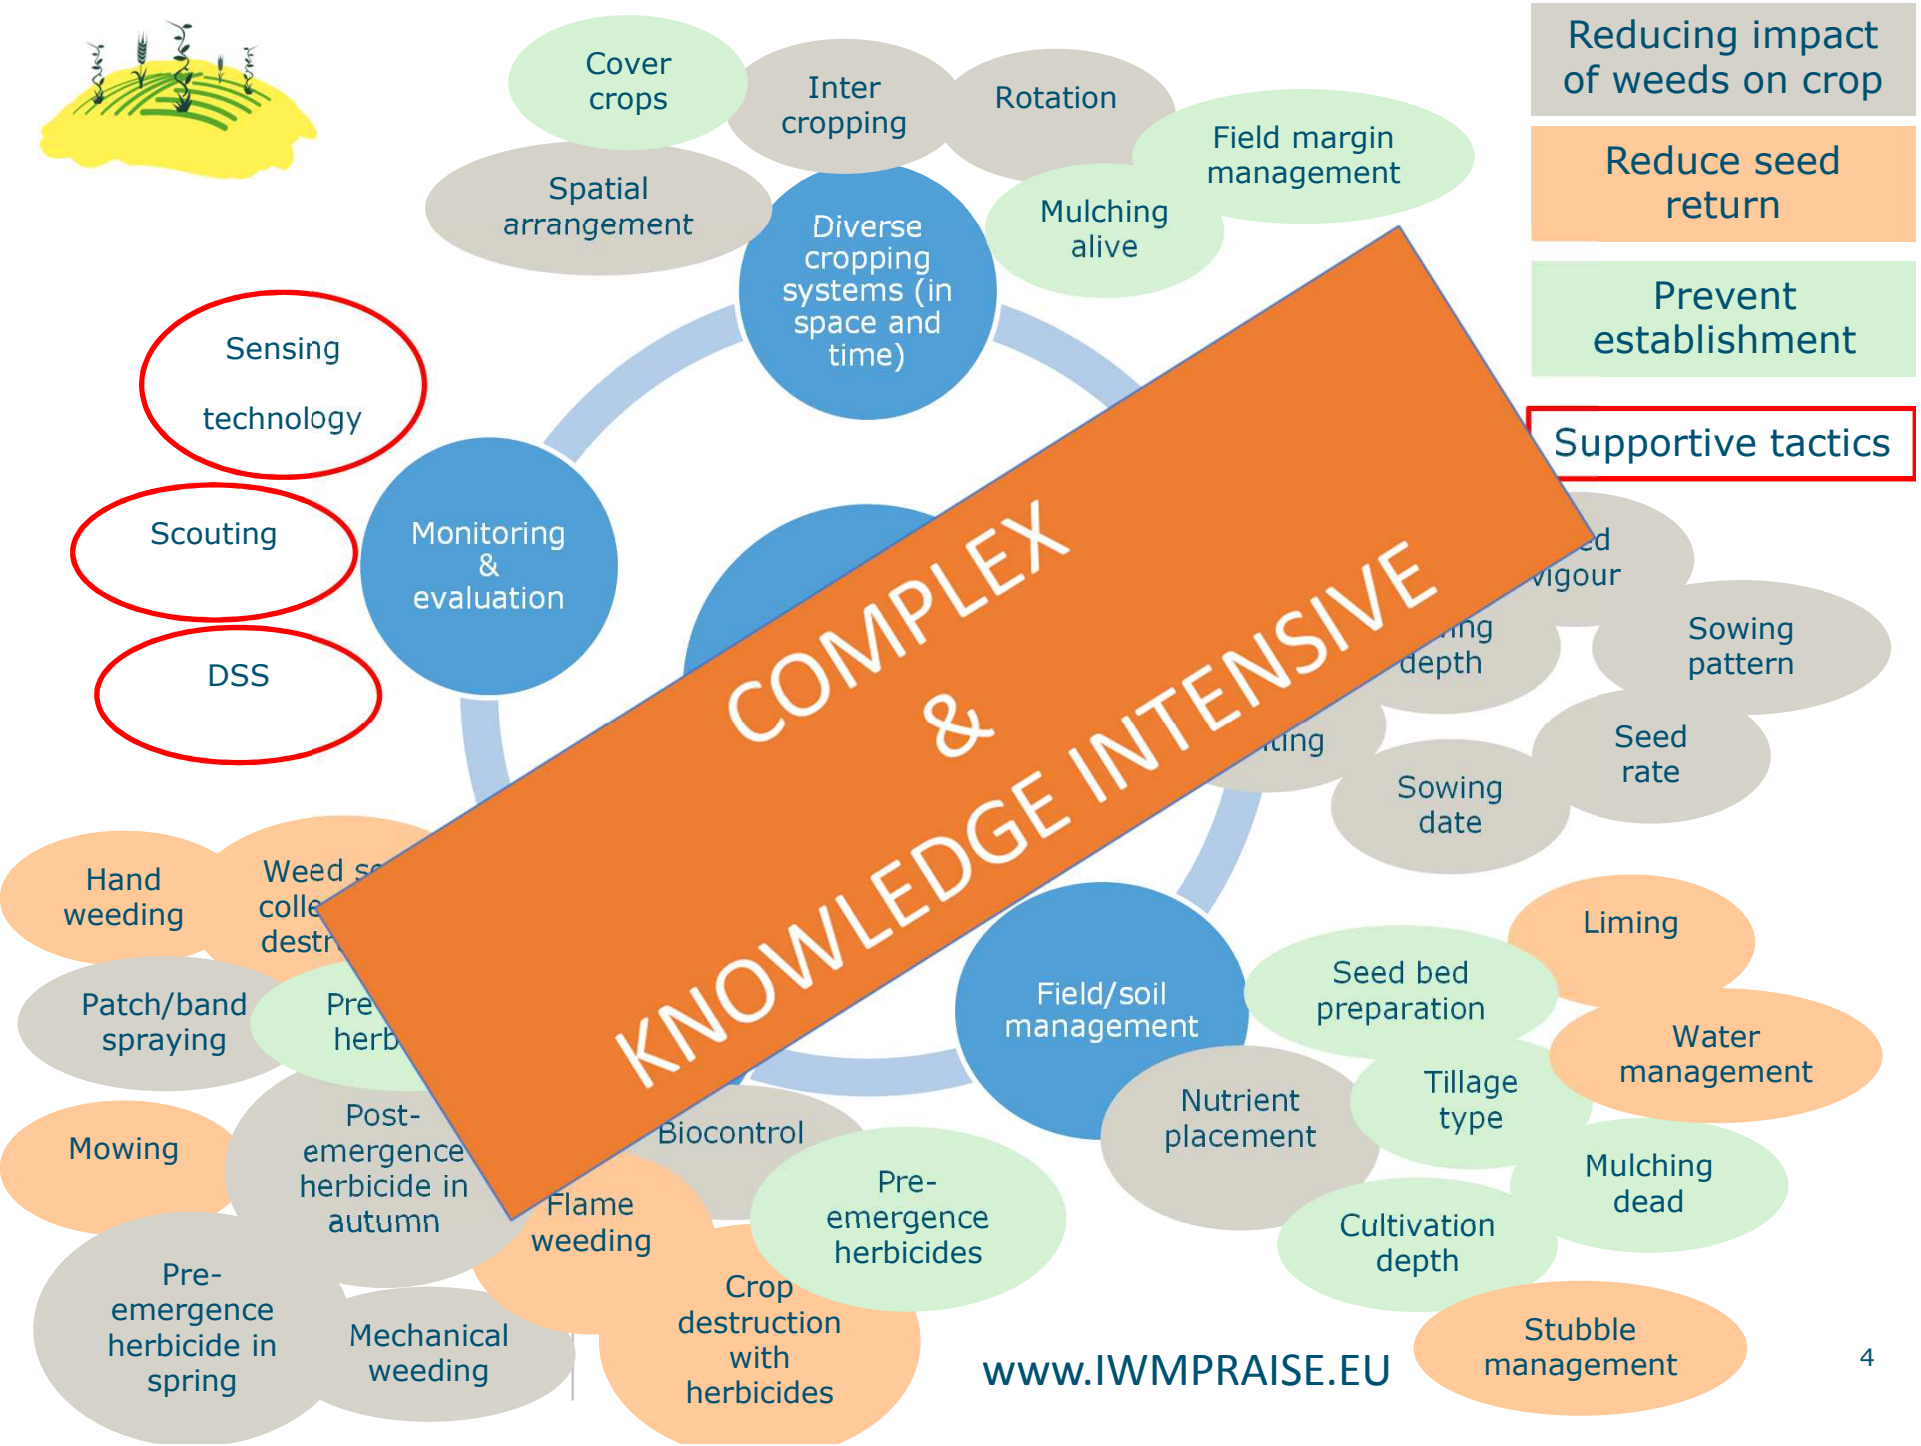 Cover
crops
Inter
cropping
Rotation
Field margin
management
Spatial
arrangement
Mulching
alive
Reducing impact
of weeds on crop
Reduce seed
return
Prevent
establishment
Supportive tactics
Diverse
cropping
systems (in
space and
time)
Sensing
technology
Scouting
DSS
Monitoring
&
evaluation
COMPLEX
&
KNOWLEDGE INTENSIVE
vigour
depth
Sowing
pattern
Seed
rate
Sowing
date
Hand
weeding
Weed
Patch/band
spraying
Pre
Mowing
Post-
emergence
herbicide in
autumn
Pre-
emergence
herbicide in
spring
Mechanical
weeding
Flame
weeding
Biocontrol
Crop
destruction
with
herbicides
Pre-
emergence
herbicides
Field/soil
management
Seed bed
preparation
Liming
Water
management
Nutrient
placement
Tillage
type
Mulching
dead
Cultivation
depth
Stubble
management
www.IWMPRAISE.EU
4